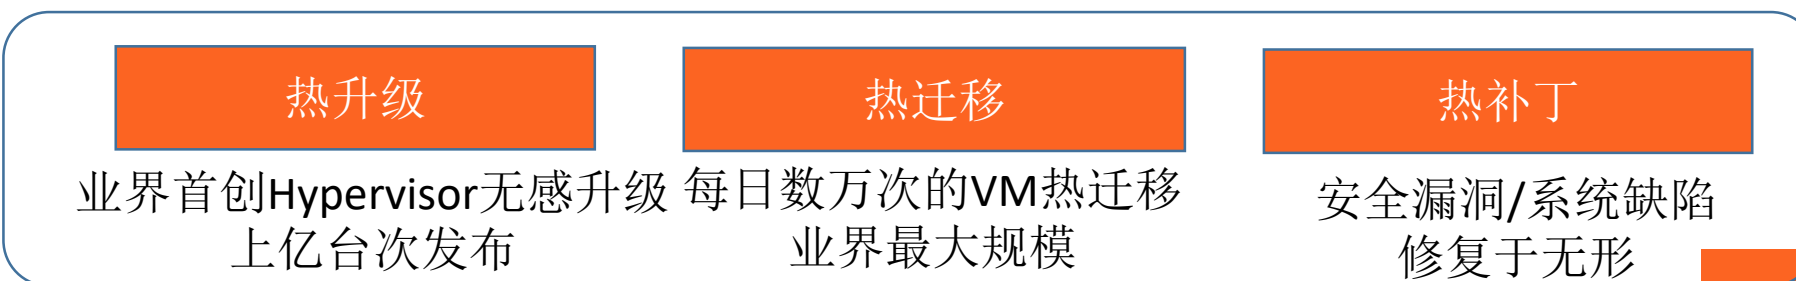 热升级
业界首创Hypervisor无感升级
上亿台次发布
热迁移
每日数万次的VM热迁移
业界最大规模
热补丁
安全漏洞/系统缺陷
修复于无形